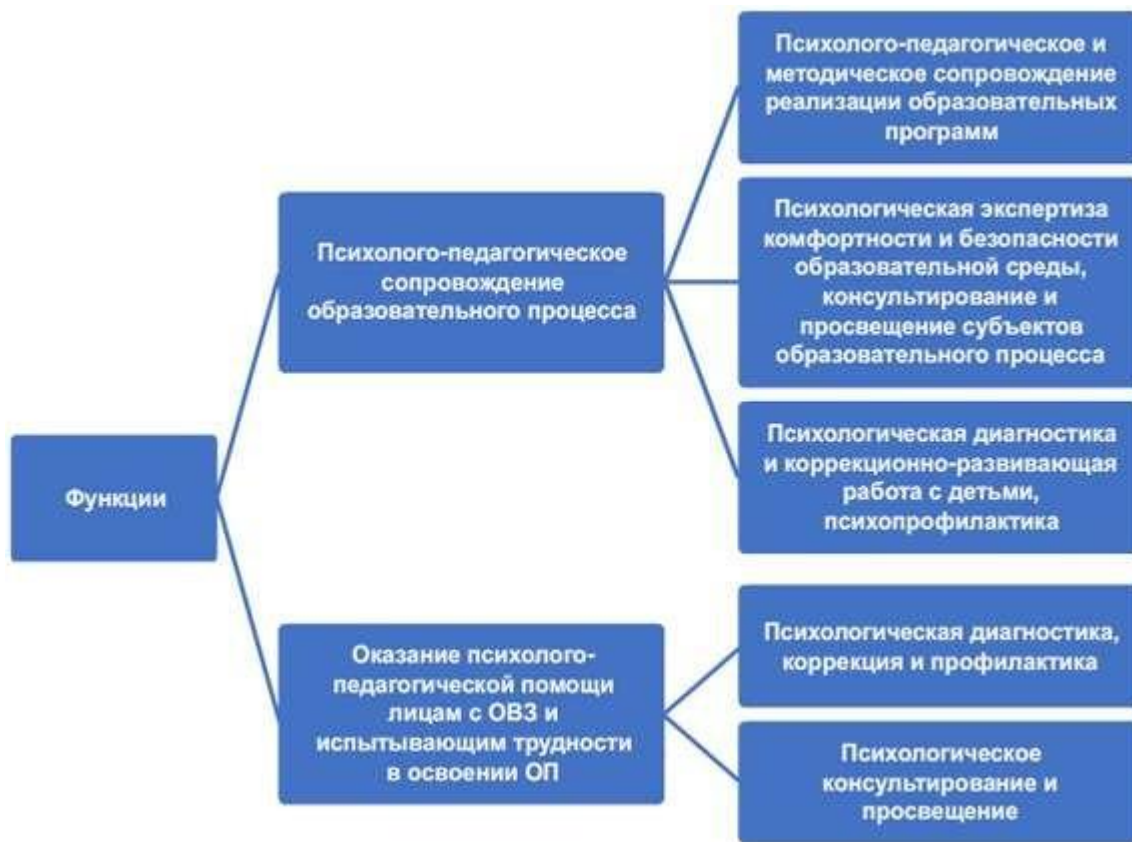 Функции
Психолого-педагогическое
сопровождение
образовательного процесса
Психолого-педагогическое и
методическое сопровождение
реализации образовательных
программ
Психологическая экспертиза
комфортности и безопасности
образовательной среды,
консультирование и
просвещение субъектов
образовательного процесса
Психологическая диагностика
и коррекционно-развивающая
работа с детьми,
психопрофилактика
Оказание психолого-
педагогической помощи
лицам с ОВЗ и
испытывающим трудности
в освоении ОП
Психологическая диагностика,
коррекция и профилактика
Психологическое
консультирование и
просвещение